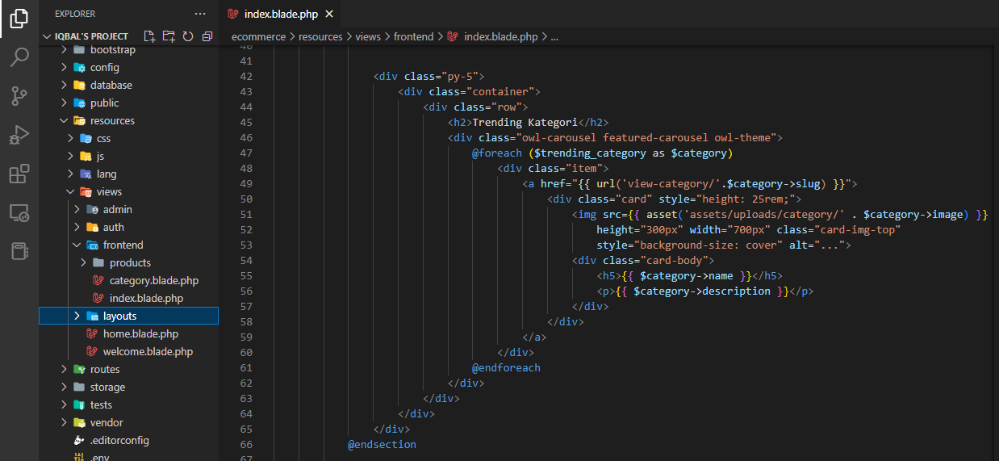 EXPLORER ...
IQBAL'S PROJECT
bootstrap
config
database
public
resources
css
js
lang
views
admin
auth
frontend
products
category.blade.php
index.blade.php
layouts
home.blade.php
welcome.blade.php
routes
storage
tests
vendor
.editorconfig
.env
index.blade.php
ecommerce > resources > views > frontend > index.blade.php > ...
40
41
42 <div class="py-5">
43 <div class="container">
44 <div class="row">
45 <h2>Trending Kategori</h2>
46 <div class="owl-carousel featured-carousel owl-theme">
47 @foreach ($trending_category as $category)
48 <div class="item">
49 <a href="{{ url('view-category/'.$category->slug) }}">
50 <div class="card" style="height: 25rem;">
51 <img src={{ asset('assets/uploads/category/' . $category->image) }}
52 height="300px" width="700px" class="card-img-top"
53 style="background-size: cover" alt="...">
54 <div class="card-body">
55 <h5>{{ $category->name }}</h5>
56 <p>{{ $category->description }}</p>
57 </div>
58 </div>
59 </a>
60 </div>
61 @endforeach
62 </div>
63 </div>
64 </div>
65 </div>
66 @endsection
67